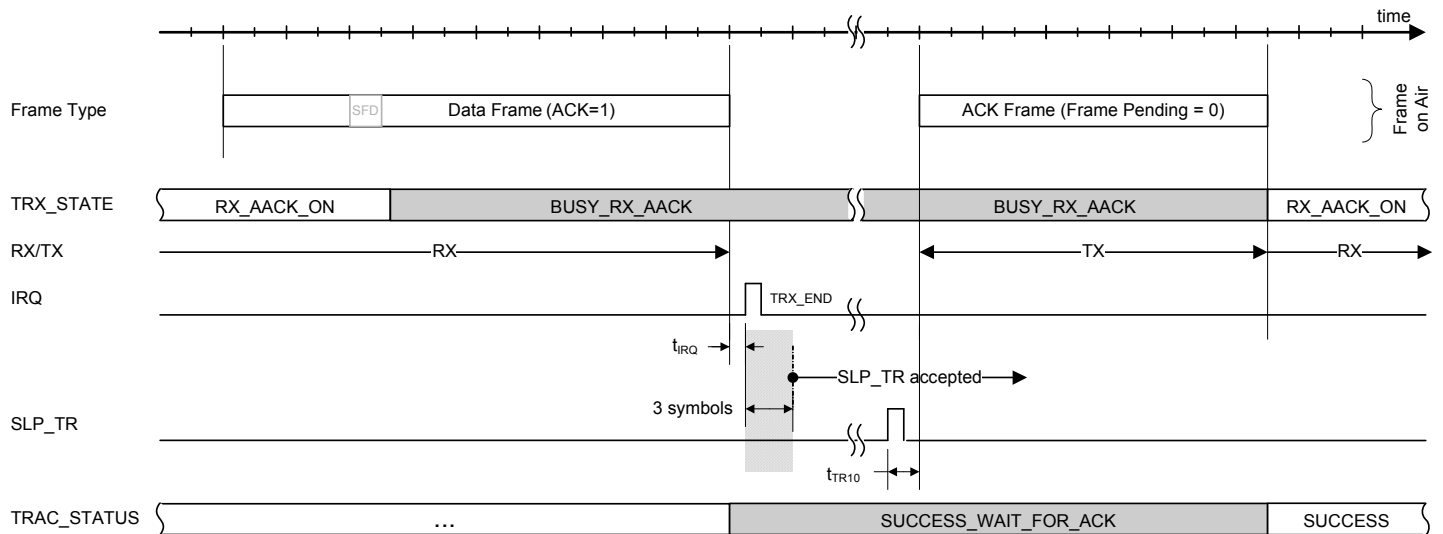 time
Frame Type
SFD
Data Frame (ACK=1)
ACK Frame (Frame Pending = 0)
Frame
on Air
TRX_STATE
RX_AACK_ON
BUSY_RX_AACK
BUSY_RX_AACK
RX_AACK_ON
RX/TX
RX
TX
RX
IRQ
TRX_END
tIRQ
SLP_TR accepted
3 symbols
SLP_TR
tTR10
TRAC_STATUS
...
SUCCESS_WAIT_FOR_ACK
SUCCESS